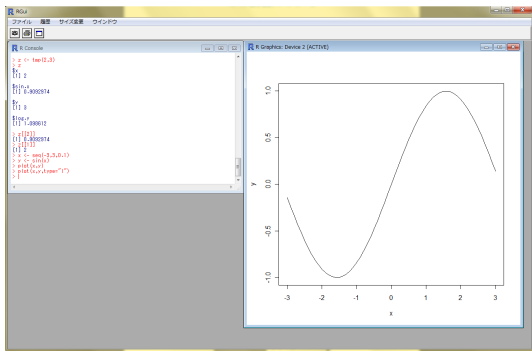 RGui
ファイル 履歴 サイズ変更 ウインドウ
R Console
> z <- tmp(2,3)
> z
$x
[1] 2
$sin.x
[1] 0.9092974
$y
[1] 3
$log.y
[1] 1.098612
> z[[2]]
[1] 0.9092974
> z[[1]]
[1] 2
> x <- seq(-3,3,0.1)
> y <- sin(x)
> plot(x,y)
> plot(x,y,type="l")
>
R Graphics: Device 2 (ACTIVE)
1.0
0.5
0.0
-0.5
-1.0
y
-3 -2 -1 0 1 2 3
x